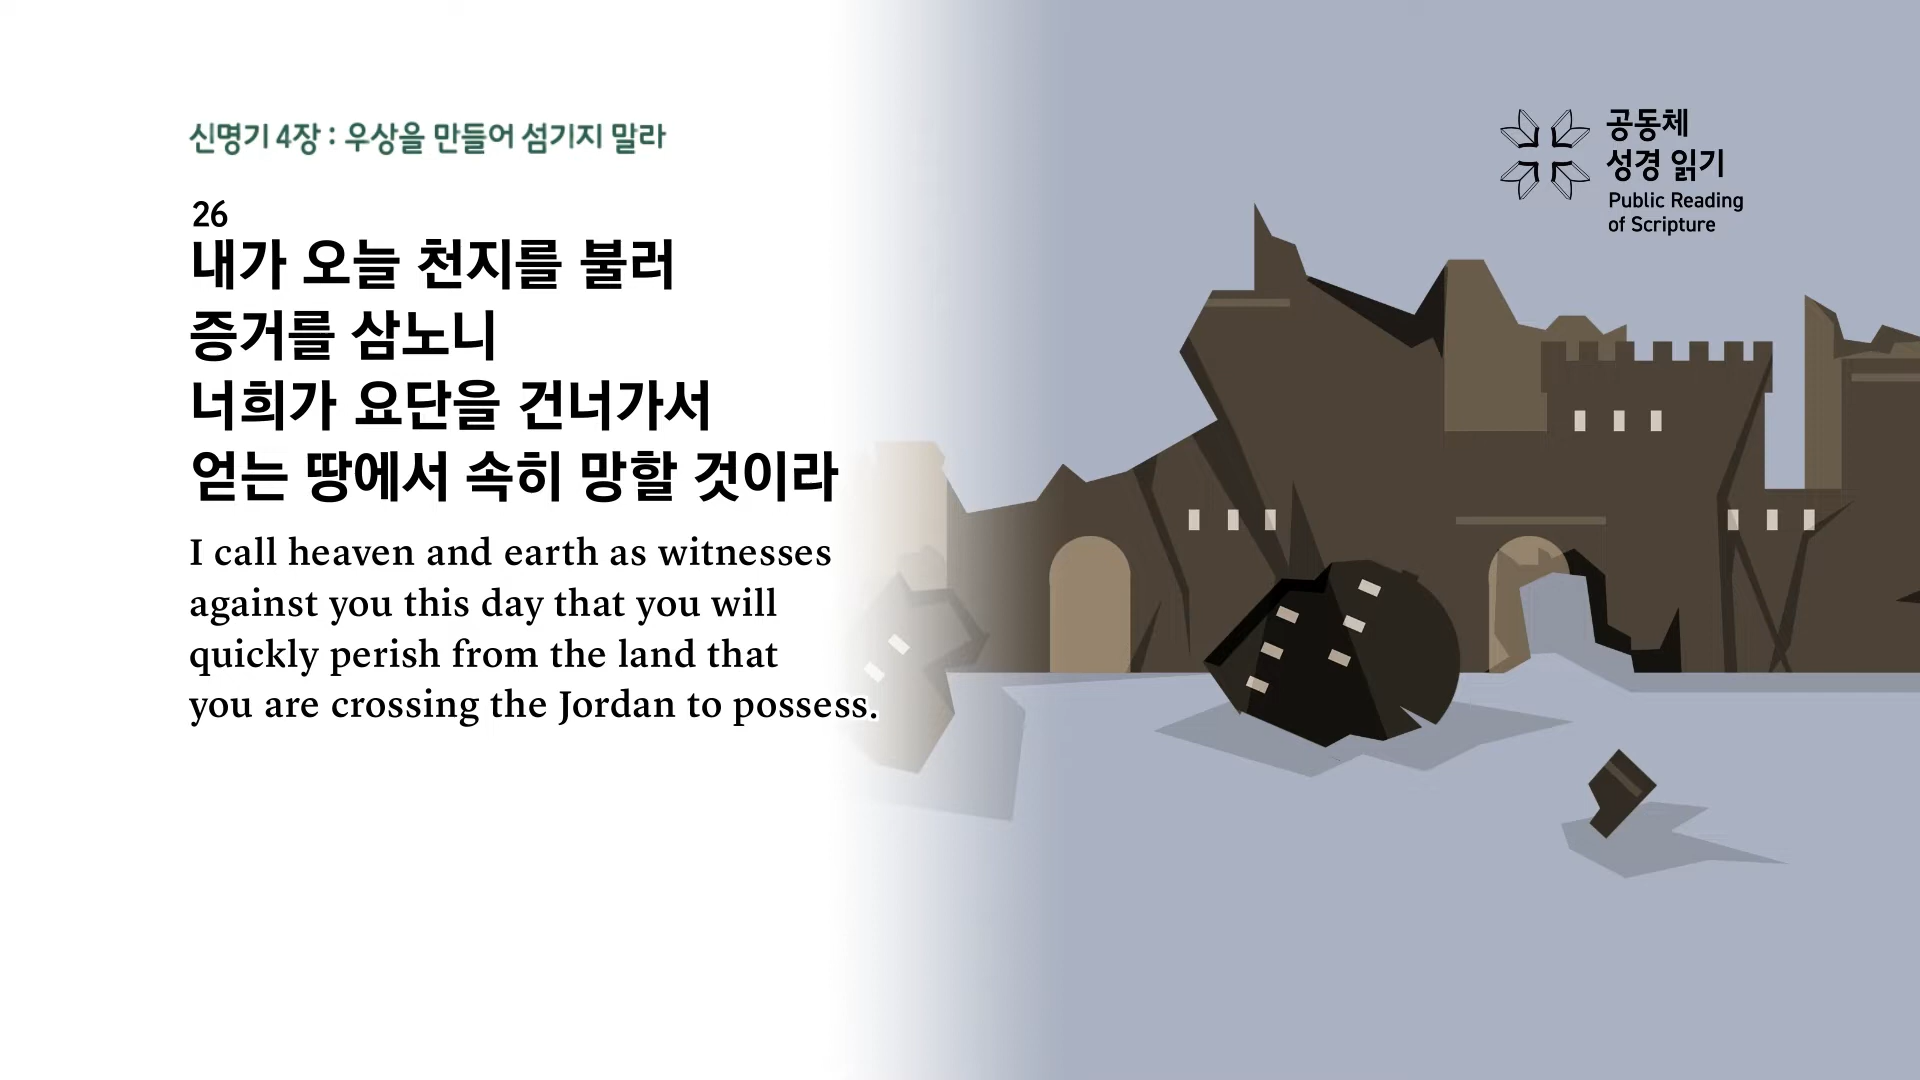 신명기 4장 : 우상을 만들어 섬기지 말라
26
내가 오늘 천지를 불러
증거를 삼노니
너희가 요단을 건너가서
얻는 땅에서 속히 망할 것이라
I call heaven and earth as witnesses
against you this day that you will
quickly perish from the land that
you are crossing the Jordan to possess.
공동체
성경 읽기
Public Reading
of Scripture